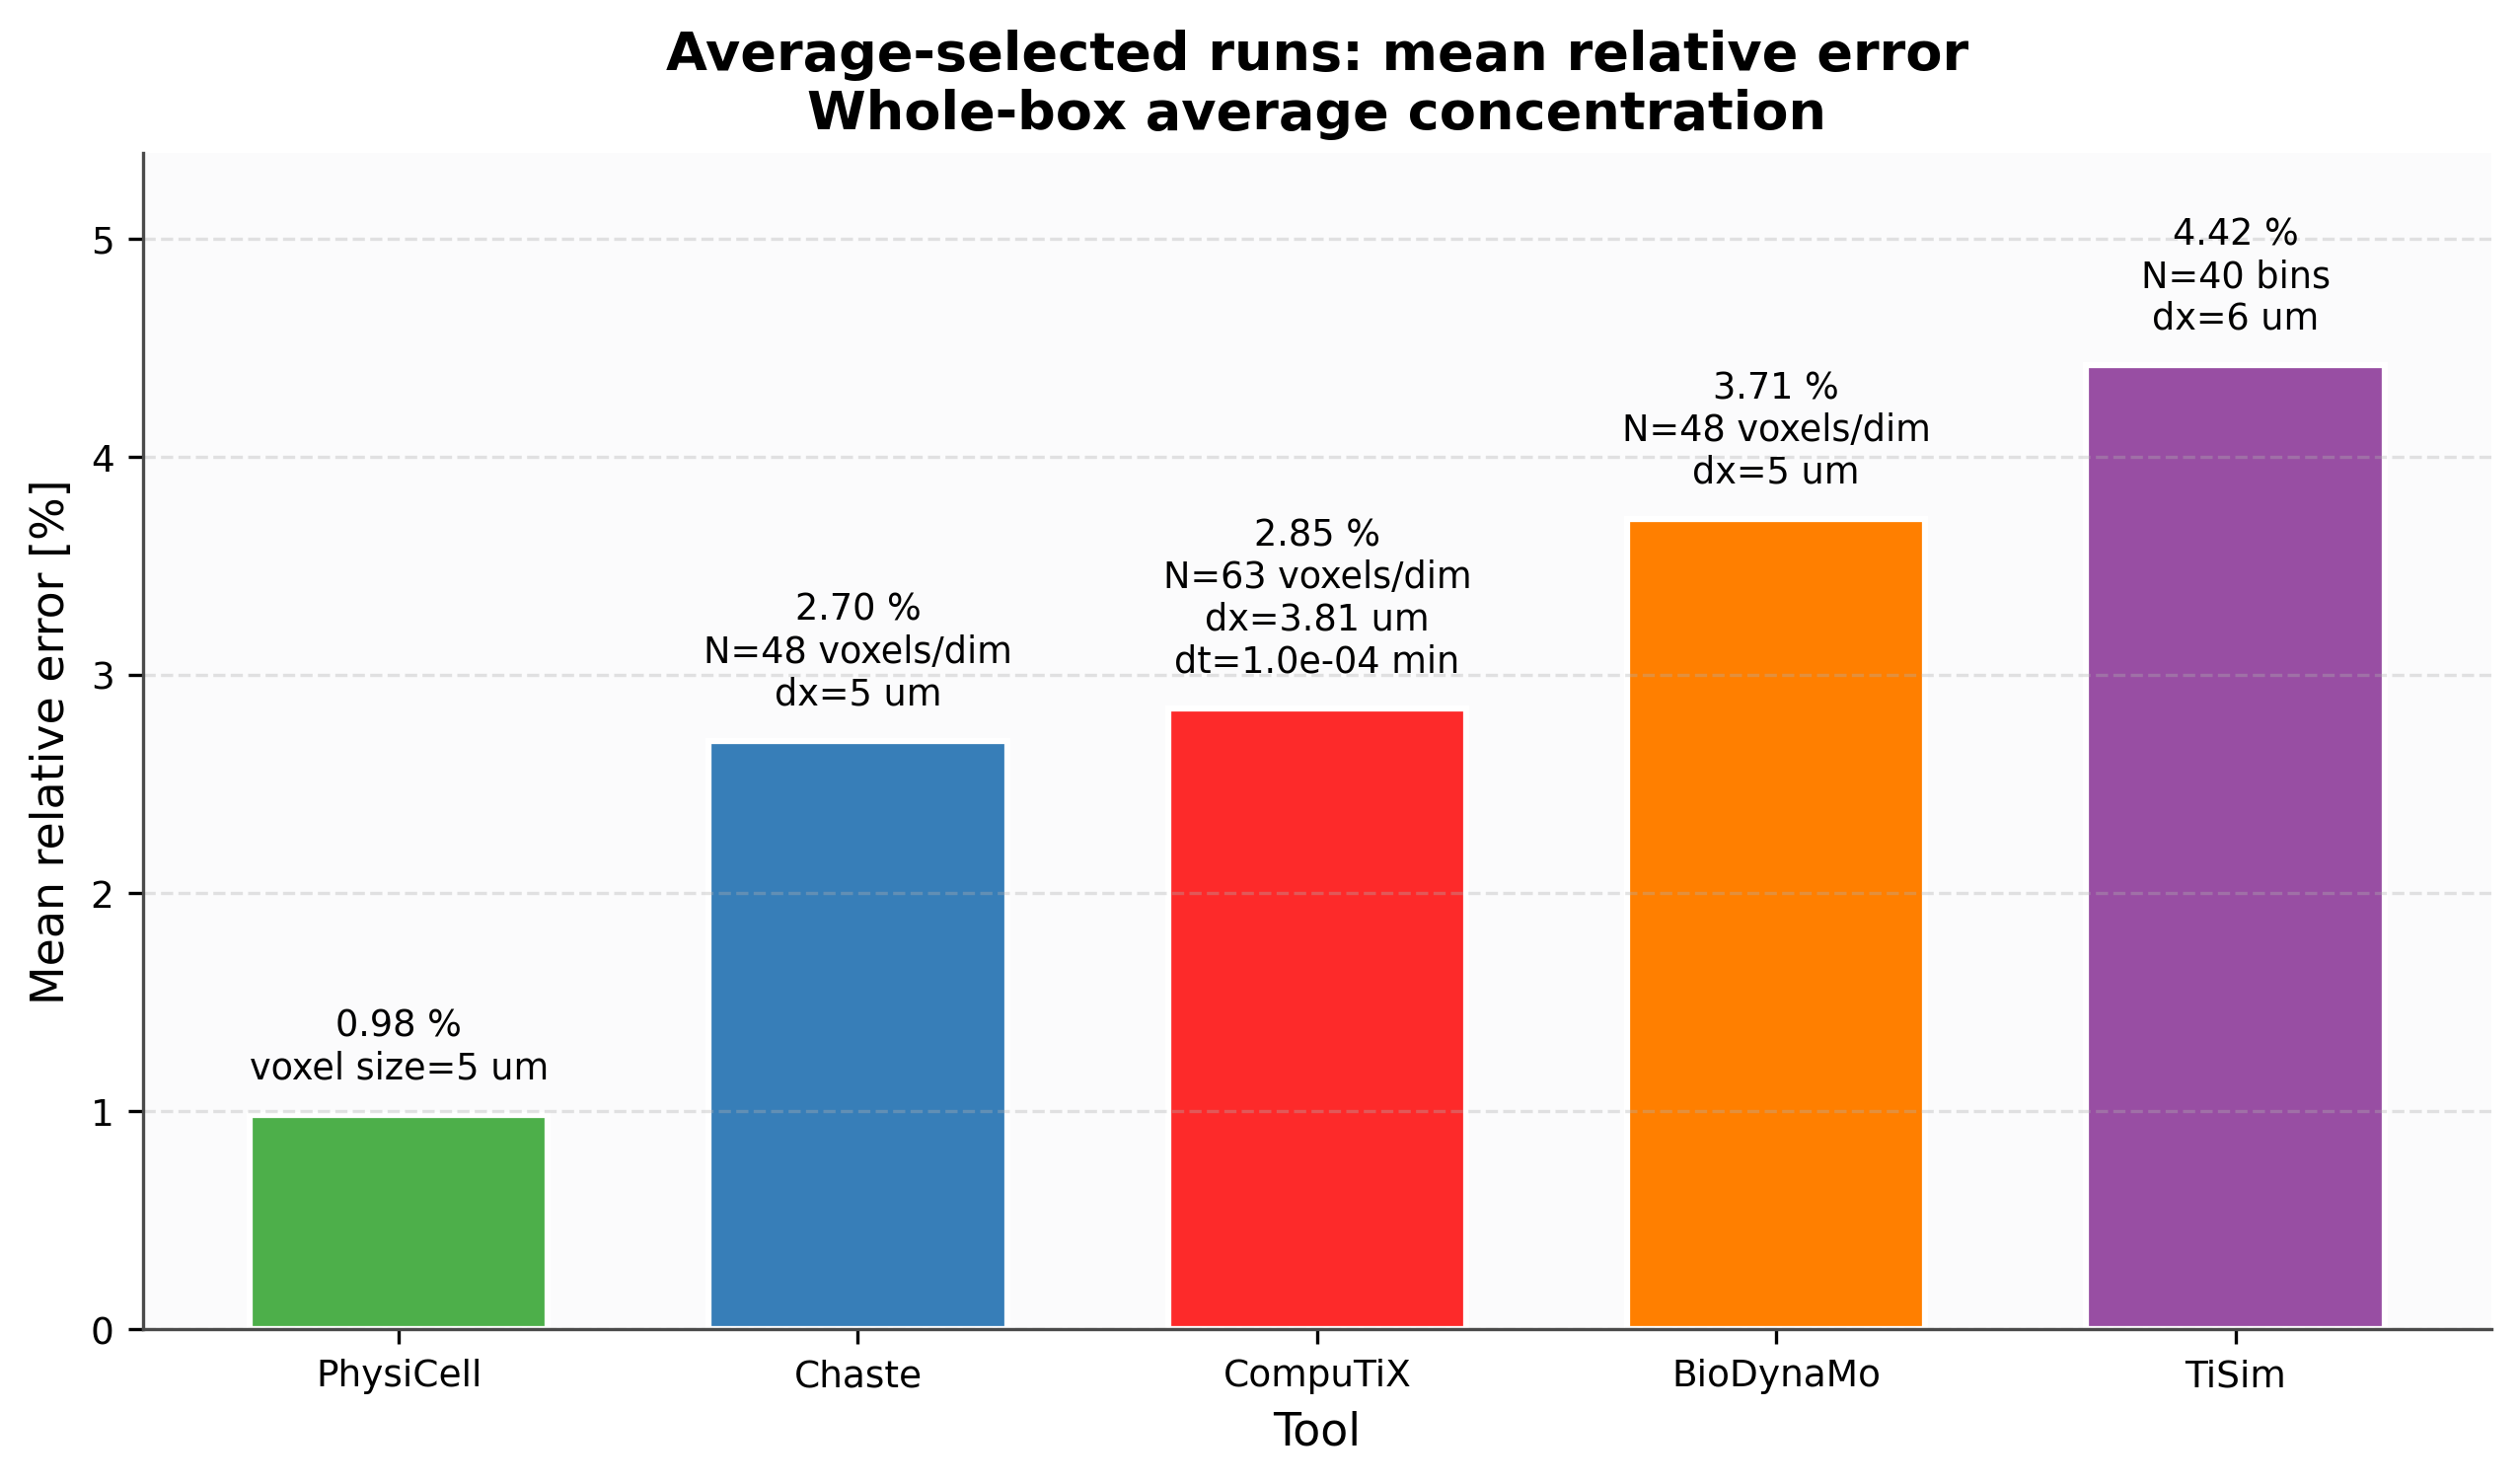 Average-selected runs: mean relative error
Whole-box average concentration
Mean relative error [%]
5
4
3
2
1
0
0.98 %
voxel size=5 um
2.70 %
N=48 voxels/dim
dx=5 um
2.85 %
N=63 voxels/dim
dx=3.81 um
dt=1.0e-04 min
3.71 %
N=48 voxels/dim
dx=5 um
4.42 %
N=40 bins
dx=6 um
PhysiCell
Chaste
CompuTiX
BioDynaMo
TiSim
Tool